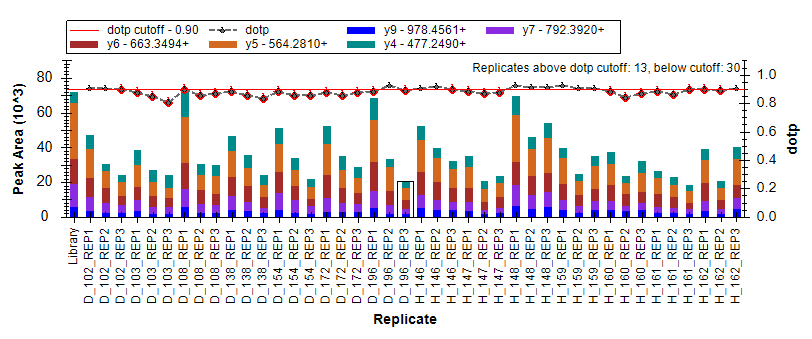 dotp cutoff - 0.90
dotp
y9 - 978.4561+
y7 - 792.3920+
y6 - 663.3494+
y5 - 564.2810+
y4 - 477.2490+
Replicates above dotp cutoff: 13, below cutoff: 30
Peak Area (10^3)
80
60
40
20
0
1.0
0.8
0.6
0.4
0.2
0.0
dotp
Library
D_102_REP1
D_102_REP2
D_102_REP3
D_103_REP1
D_103_REP2
D_103_REP3
D_108_REP1
D_108_REP2
D_108_REP3
D_138_REP1
D_138_REP2
D_138_REP3
D_154_REP1
D_154_REP2
D_154_REP3
D_172_REP1
D_172_REP2
D_172_REP3
D_196_REP1
D_196_REP2
D_196_REP3
H_146_REP1
H_146_REP2
H_146_REP3
H_147_REP1
H_147_REP2
H_147_REP3
H_148_REP1
H_148_REP2
H_148_REP3
H_159_REP1
H_159_REP2
H_159_REP3
H_160_REP1
H_160_REP2
H_160_REP3
H_161_REP1
H_161_REP2
H_161_REP3
H_162_REP1
H_162_REP2
H_162_REP3
Replicate